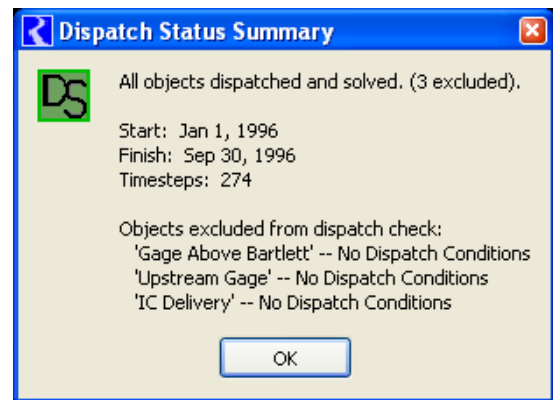 Dispatch Status Summary
DS
All objects dispatched and solved. (3 excluded).
Start: Jan 1, 1996
Finish: Sep 30, 1996
Timesteps: 274
Objects excluded from dispatch check:
'Gage Above Bartlett' -- No Dispatch Conditions
'Upstream Gage' -- No Dispatch Conditions
'IC Delivery' -- No Dispatch Conditions
OK